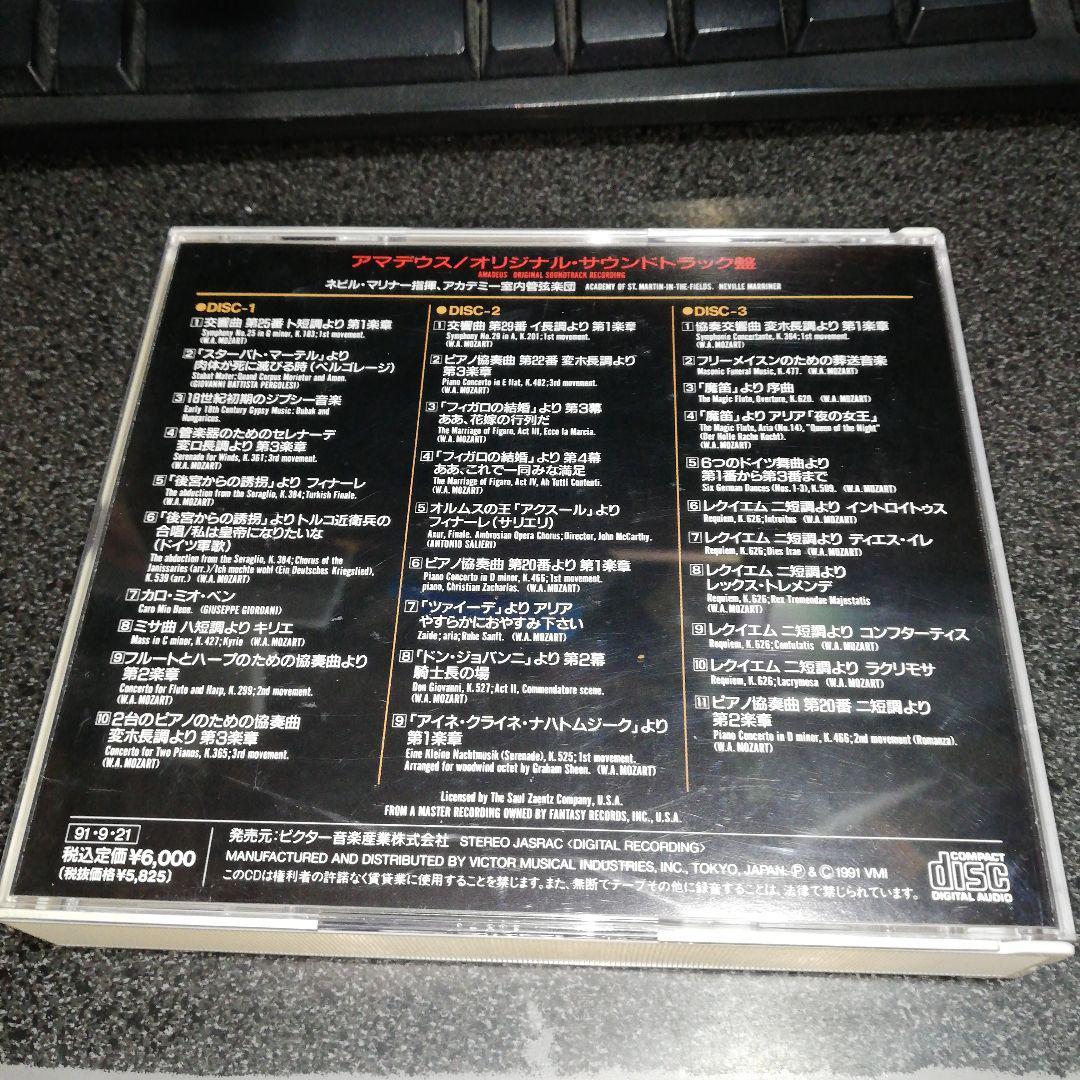 アマデウス/オリジナル・サウンドトラック盤
AMADEUS ORIGINAL SOUNDTRACK RECORDING
ネビル・マリナー指揮、アカデミー室内管弦楽団 ACADEMY OF ST. MARTIN-IN-THE-FIELDS. NEVILLE MARRINER
●DISC-1
1 交響曲 第25番 ト短調より 第1楽章
Symphony No.25 in G minor, K.183; 1st movement.
(W.A. MOZART)
2 「スターバト・マーテル」より
肉体が死に滅びる時(ペルゴレージ)
Stabat Mater; Quand Corpus Morietur and Amen.
(GIOVANNI BATTISTA PERGOLESI)
3 18世紀初期のジプシー音楽
Early 18th Century Gypsy Music: Bubak and
Hungaricus.
4 管楽器のためのセレナーデ
変ロ長調より 第3楽章
Serenade for Winds, K.361; 3rd movement.
(W.A. MOZART)
5 「後宮からの誘拐」より フィナーレ
The abduction from the Seraglio, K.384; Turkish Finale.
(W.A. MOZART)
6 「後宮からの誘拐」よりトルコ近衛兵の
合唱/私は皇帝になりたいな
(ドイツ軍歌)
The abduction from the Seraglio, K.384; Chorus of the
Janissaries (arr.)/Ich mochte wohl (Ein Deutsches Kriegslied),
K.539 (arr.) (W.A. MOZART)
7 カロ・ミオ・ベン
Caro Mio Bene. (GIUSEPPE GIORDANI)
8 ミサ曲 ハ短調より キリエ
Mass in C minor, K.427; Kyrie (W.A. MOZART)
9 フルートとハープのための協奏曲より
第2楽章
Concerto for Flute and Harp, K.299; 2nd movement.
(W.A. MOZART)
10 2台のピアノのための協奏曲
変ホ長調より 第3楽章
Concerto for Two Pianos, K.365; 3rd movement.
(W.A. MOZART)
●DISC-2
1 交響曲 第29番 イ長調より 第1楽章
Symphony No.29 in A, K.201; 1st movement.
(W.A. MOZART)
2 ピアノ協奏曲 第22番 変ホ長調より
第3楽章
Piano Concerto in E flat, K.482; 3rd movement.
(W.A. MOZART)
3 「フィガロの結婚」より 第3幕
ああ、花嫁の行列だ
The Marriage of Figaro, Act III, Ecco la Marcia.
(W.A. MOZART)
4 「フィガロの結婚」より 第4幕
ああ、これで一同みな満足
The Marriage of Figaro, Act IV, Ah Tutti Contenti.
(W.A. MOZART)
5 オルムスの王「アクスール」より
フィナーレ(サリエリ)
Axur, Finale. Ambrosian Opera Chorus; Director, John McCarthy.
(ANTONIO SALIERI)
6 ピアノ協奏曲 第20番より 第1楽章
Piano Concerto in D minor, K.466; 1st movement.
piano, Christian Zacharias. (W.A. MOZART)
7 「ツァイーデ」より アリア
やすらかにおやすみ下さい
Zaide; aria; Ruhe Sanft. (W.A. MOZART)
8 「ドン・ジョバンニ」より 第2幕
騎士長の場
Don Giovanni, K.527; Act II, Commendatore scene.
(W.A. MOZART)
9 「アイネ・クライネ・ナハトムジーク」より
第1楽章
Eine Kleine Nachtmusik (Serenade), K.525; 1st movement.
Arranged for woodwind octet by Graham Sheen. (W.A. MOZART)
●DISC-3
1 協奏交響曲 変ホ長調より 第1楽章
Symphonie Concertante, K.364; 1st movement.
(W.A. MOZART)
2 フリーメイスンのための葬送音楽
Masonic Funeral Music, K.477. (W.A. MOZART)
3 「魔笛」より 序曲
The Magic Flute, Overture, K.620. (W.A. MOZART)
4 「魔笛」より アリア「夜の女王」
The Magic Flute, Aria (No.14), "Queen of the Night"
(Der Holle Rache Kocht). (W.A. MOZART)
5 6つのドイツ舞曲より
第1番から第3番まで
Six German Dances (Nos. 1-3), K.509. (W.A. MOZART)
6 レクイエム 二短調より イントロイトゥス
Requiem, K.626; Introitus (W.A. MOZART)
7 レクイエム 二短調より ディエス・イレ
Requiem, K.626; Dies Irae (W.A. MOZART)
8 レクイエム 二短調より
レックス・トレメンデ
Requiem, K.626; Rex Tremendae Majestatis
(W.A. MOZART)
9 レクイエム 二短調より コンフターティス
Requiem, K.626; Confutatis (W.A. MOZART)
10 レクイエム 二短調より ラクリモサ
Requiem, K.626; Lacrymosa (W.A. MOZART)
11 ピアノ協奏曲 第20番 二短調より
第2楽章
Piano Concerto in D minor, K.466; 2nd movement (Romanza).
(W.A. MOZART)
Licensed by The Saul Zaentz Company, U.S.A.
FROM A MASTER RECORDING OWNED BY FANTASY RECORDS, INC., U.S.A.
91・9・21
税込定価¥6,000
(税抜価格¥5,825)
発売元:ビクター音楽産業株式会社 STEREO JASRAC 〈DIGITAL RECORDING〉
MANUFACTURED AND DISTRIBUTED BY VICTOR MUSICAL INDUSTRIES, INC., TOKYO, JAPAN. Ⓟ & © 1991 VMI
このCDは権利者の許諾なく賃貸業に使用することを禁じます。また、無断でテープその他に録音することは、法律で禁じられています。
COMPACT
disc
DIGITAL AUDIO